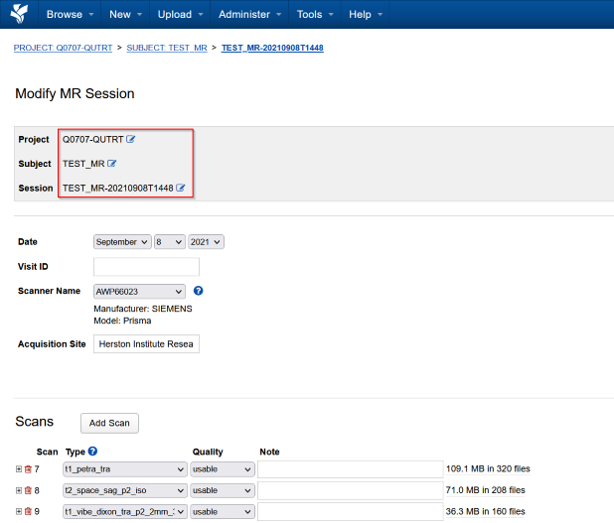 Browse New Upload Administer Tools Help
PROJECT: Q0707-QUTRT > SUBJECT: TEST_MR > TEST_MR-20210908T1448
Modify MR Session
Project Q0707-QUTRT
Subject TEST_MR
Session TEST_MR-20210908T1448
Date September 8 2021
Visit ID
Scanner Name AWP66023 ?
Manufacturer: SIEMENS
Model: Prisma
Acquisition Site Herston Institute Resea
Scans Add Scan
Scan Type ? Quality Note
7 t1_petra_tra usable 109.1 MB in 320 files
8 t2_space_sag_p2_iso usable 71.0 MB in 208 files
9 t1_vibe_dixon_tra_p2_2mm_ usable 36.3 MB in 160 files